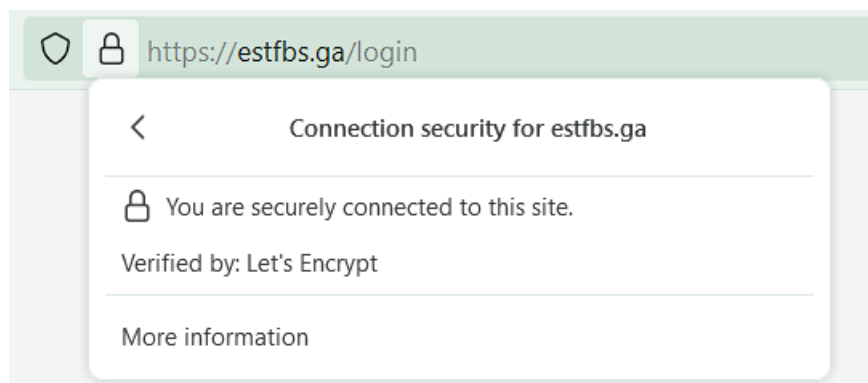 https://estfbs.ga/login
Connection security for estfbs.ga
You are securely connected to this site.
Verified by: Let's Encrypt
More information